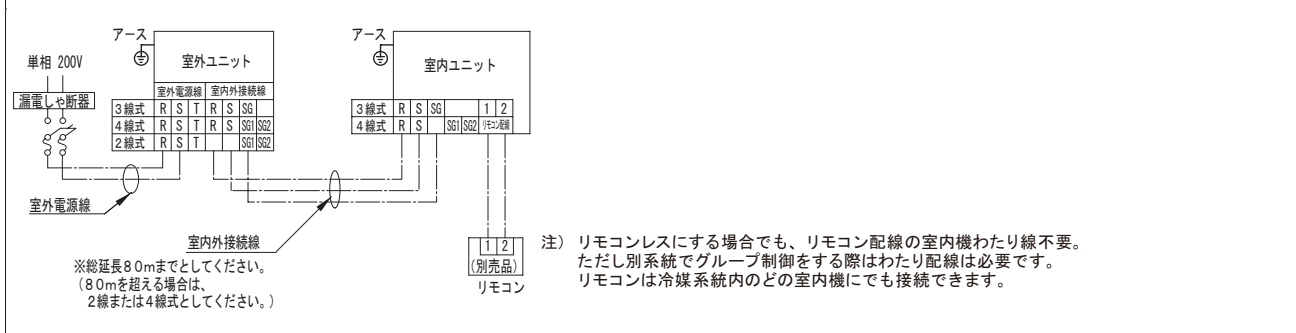 アース
単相 200V
漏電しゃ断器
室外ユニット
室外電源線 室内外接続線
3線式 R S T R S SG
4線式 R S T R S SG1 SG2
2線式 R S T SG1 SG2
室外電源線
アース
室内ユニット
3線式 R S SG 1 2
4線式 R S SG1 SG2 リモコン配線
室内外接続線
※総延長80mまでとしてください。
(80mを超える場合は、
2線または4線式としてください。)
1 2
(別売品)
リモコン
注) リモコンレスにする場合でも、リモコン配線の室内機わたり線不要。
ただし別系統でグループ制御をする際はわたり配線は必要です。
リモコンは冷媒系統内のどの室内機にでも接続できます。